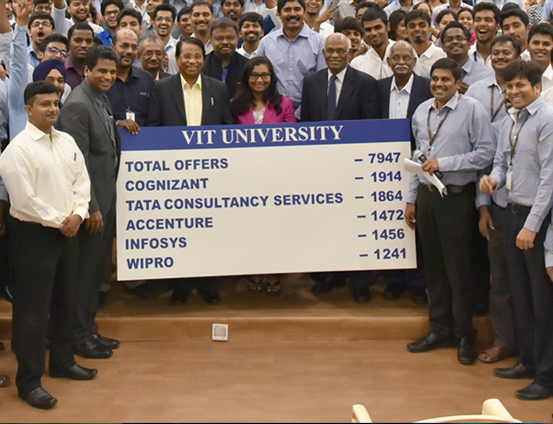 VIT UNIVERSITY
TOTAL OFFERS – 7947
COGNIZANT – 1914
TATA CONSULTANCY SERVICES – 1864
ACCENTURE – 1472
INFOSYS – 1456
WIPRO – 1241